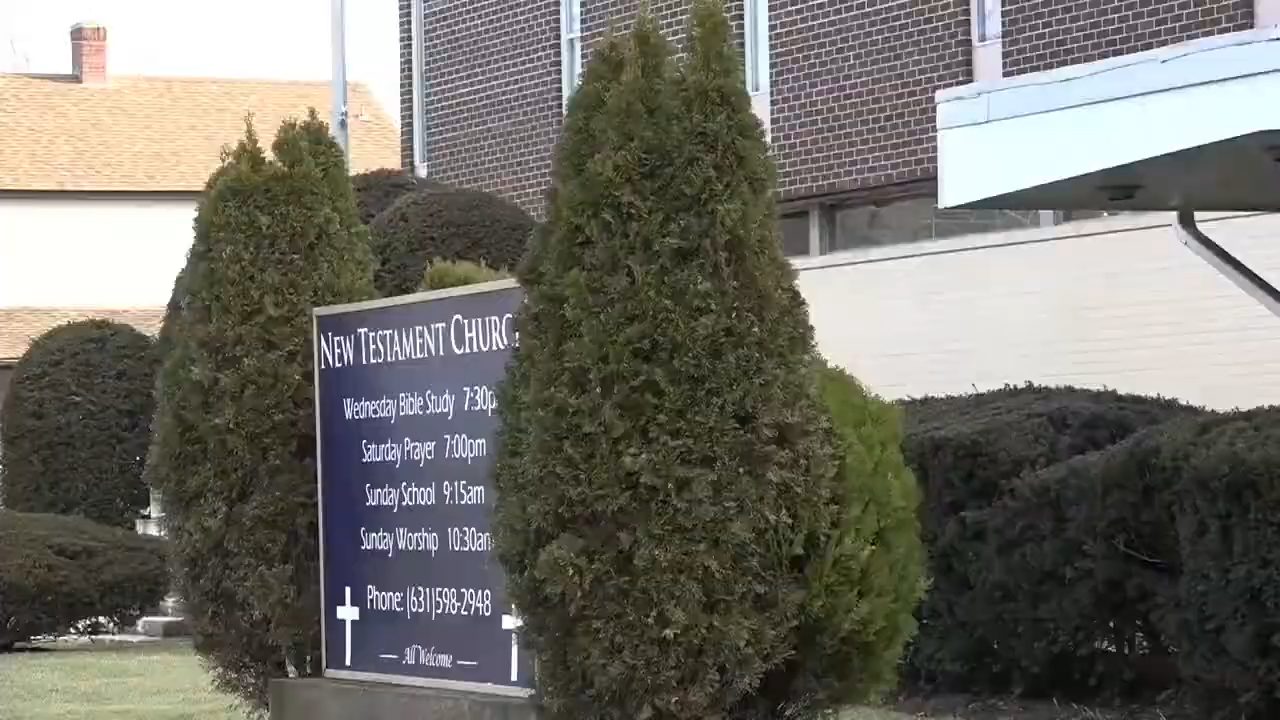 New Testament Churc
Wednesday Bible Study 7:30p
Saturday Prayer 7:00pm
Sunday School 9:15am
Sunday Worship 10:30am
Phone: (631)598-2948
All Welcome